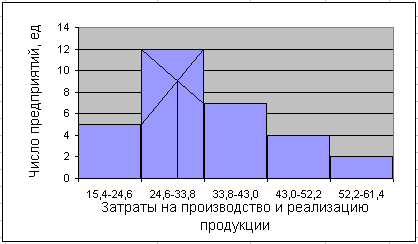 Число предприятий, ед
14
12
10
8
6
4
2
0
15,4-24,6 24,6-33,8 33,8-43,0 43,0-52,2 52,2-61,4
Затраты на производство и реализацию
продукции